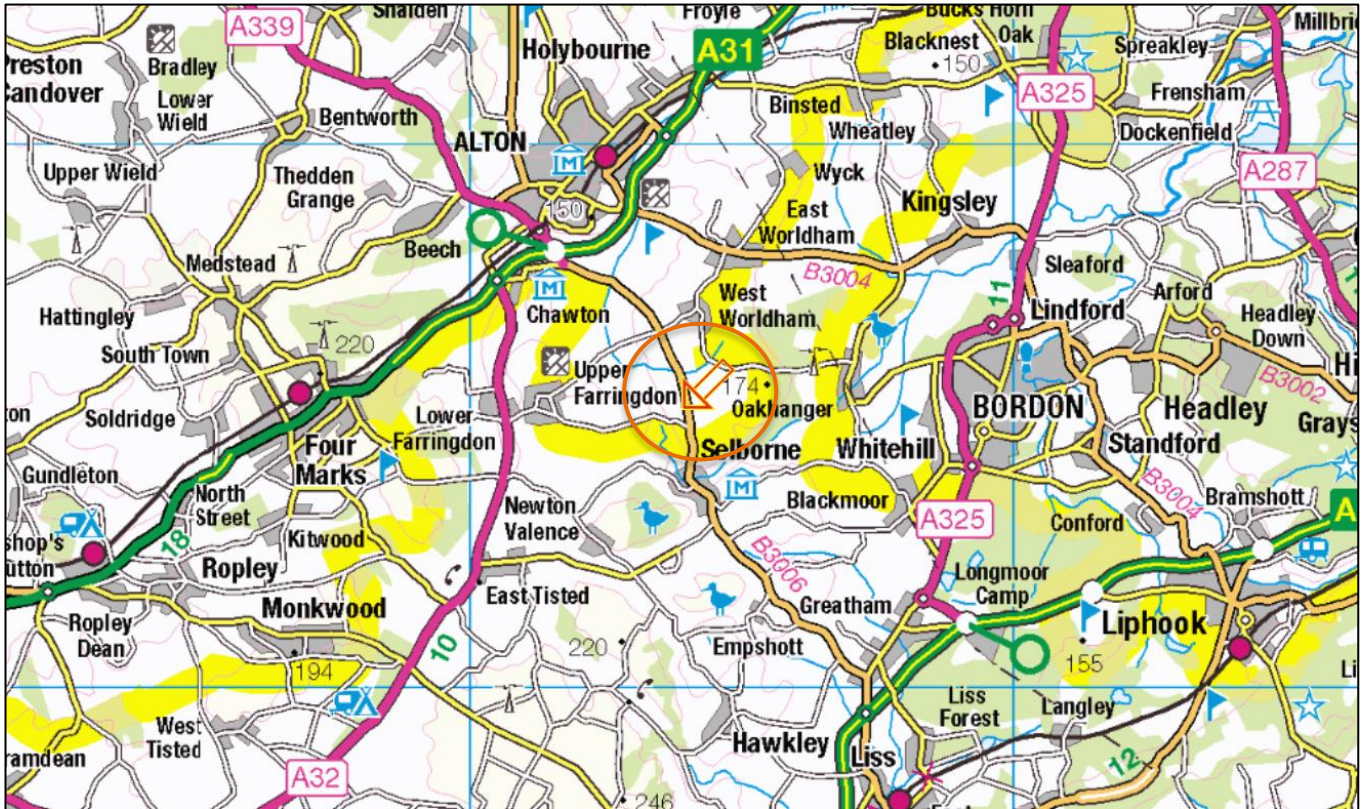 Shalden
Froyle
Bucks Horn
Oak
Millbri
A339
Holybourne
A31
Blacknest
150
Spreakley
Preston
Candover
Bradley
Lower
Wield
Bentworth
Binsted
A325
Frensham
Wheatley
Dockenfield
ALTON
Upper Wield
Thedden
Grange
Wyck
A287
150
East
Worldham
Kingsley
Beech
Medstead
B3004
Sleaford
West
Worldham
Arford
Hattingley
Chawton
11
Lindford
Headley
Down
South Town
220
Upper
Farringdon
174
Oakhanger
B3002
Hi
Soldridge
Lower
Farringdon
BORDON
Headley
Grays
Four
Marks
Selborne
Whitehill
Standford
Gundleton
North
Street
Newton
Valence
Blackmoor
B3004
Bramshott
A
A325
Conford
18
Kitwood
shop's
utton
Ropley
B3006
Longmoor
Camp
Monkwood
East Tisted
Greatham
Liphook
Ropley
Dean
10
220
Empshott
155
194
Li
West
Tisted
Liss
Forest
Langley
Hawkley
Liss
ramdean
A32
12
246